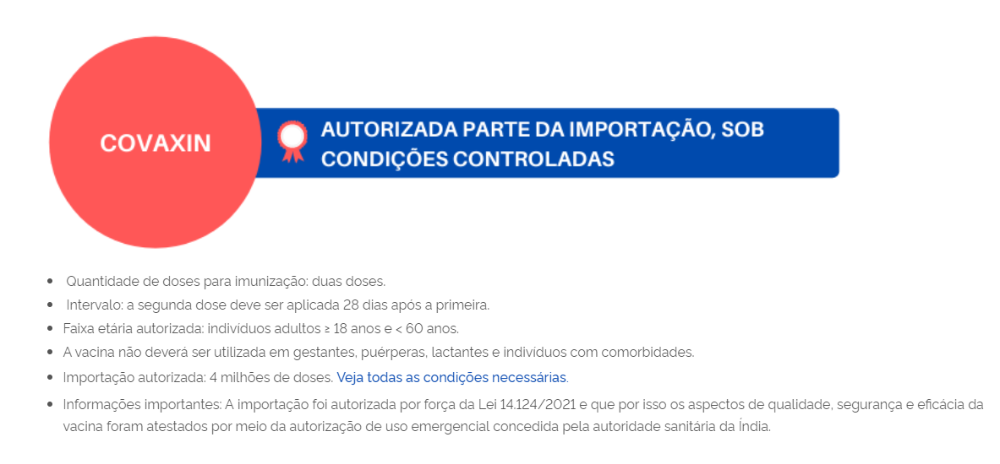 COVAXIN
AUTORIZADA PARTE DA IMPORTAÇÃO, SOB
CONDIÇÕES CONTROLADAS
Quantidade de doses para imunização: duas doses.
Intervalo: a segunda dose deve ser aplicada 28 dias após a primeira.
Faixa etária autorizada: indivíduos adultos ≥ 18 anos e < 60 anos.
A vacina não deverá ser utilizada em gestantes, puérperas, lactantes e indivíduos com comorbidades.
Importação autorizada: 4 milhões de doses. Veja todas as condições necessárias.
Informações importantes: A importação foi autorizada por força da Lei 14.124/2021 e que por isso os aspectos de qualidade, segurança e eficácia da
vacina foram atestados por meio da autorização de uso emergencial concedida pela autoridade sanitária da Índia.